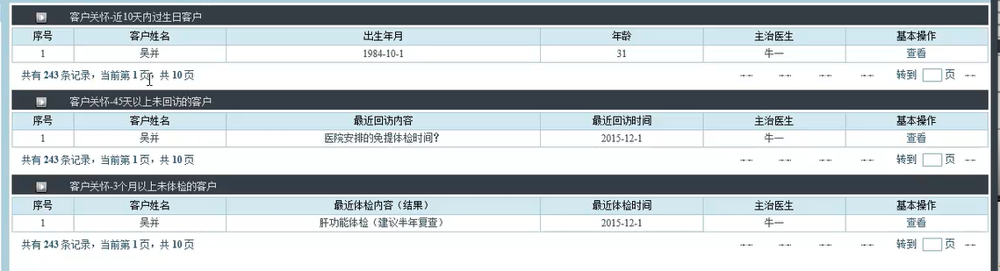 客户关怀-近10天内过生日客户
序号 客户姓名 出生年月 年龄 主治医生 基本操作
1 吴并 1984-10-1 31 牛一 查看
共有 243 条记录，当前第 1 页，共 10 页 转到 页
客户关怀-45天以上未回访的客户
序号 客户姓名 最近回访内容 最近回访时间 主治医生 基本操作
1 吴并 医院安排的免提体检时间？ 2015-12-1 牛一 查看
共有 243 条记录，当前第 1 页，共 10 页 转到 页
客户关怀-3个月以上未体检的客户
序号 客户姓名 最近体检内容（结果） 最近体检时间 主治医生 基本操作
1 吴并 肝功能体检（建议半年复查） 2015-12-1 牛一 查看
共有 243 条记录，当前第 1 页，共 10 页 转到 页